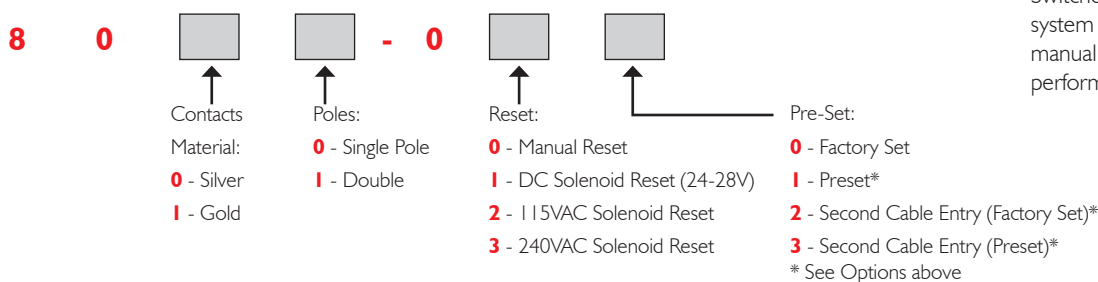 Switche
system
manual
perform
8 0 - 0
Contacts
Material:
0 - Silver
1 - Gold
Poles:
0 - Single Pole
1 - Double
Reset:
0 - Manual Reset
1 - DC Solenoid Reset (24-28V)
2 - 115VAC Solenoid Reset
3 - 240VAC Solenoid Reset
Pre-Set:
0 - Factory Set
1 - Preset*
2 - Second Cable Entry (Factory Set)*
3 - Second Cable Entry (Preset)*
* See Options above